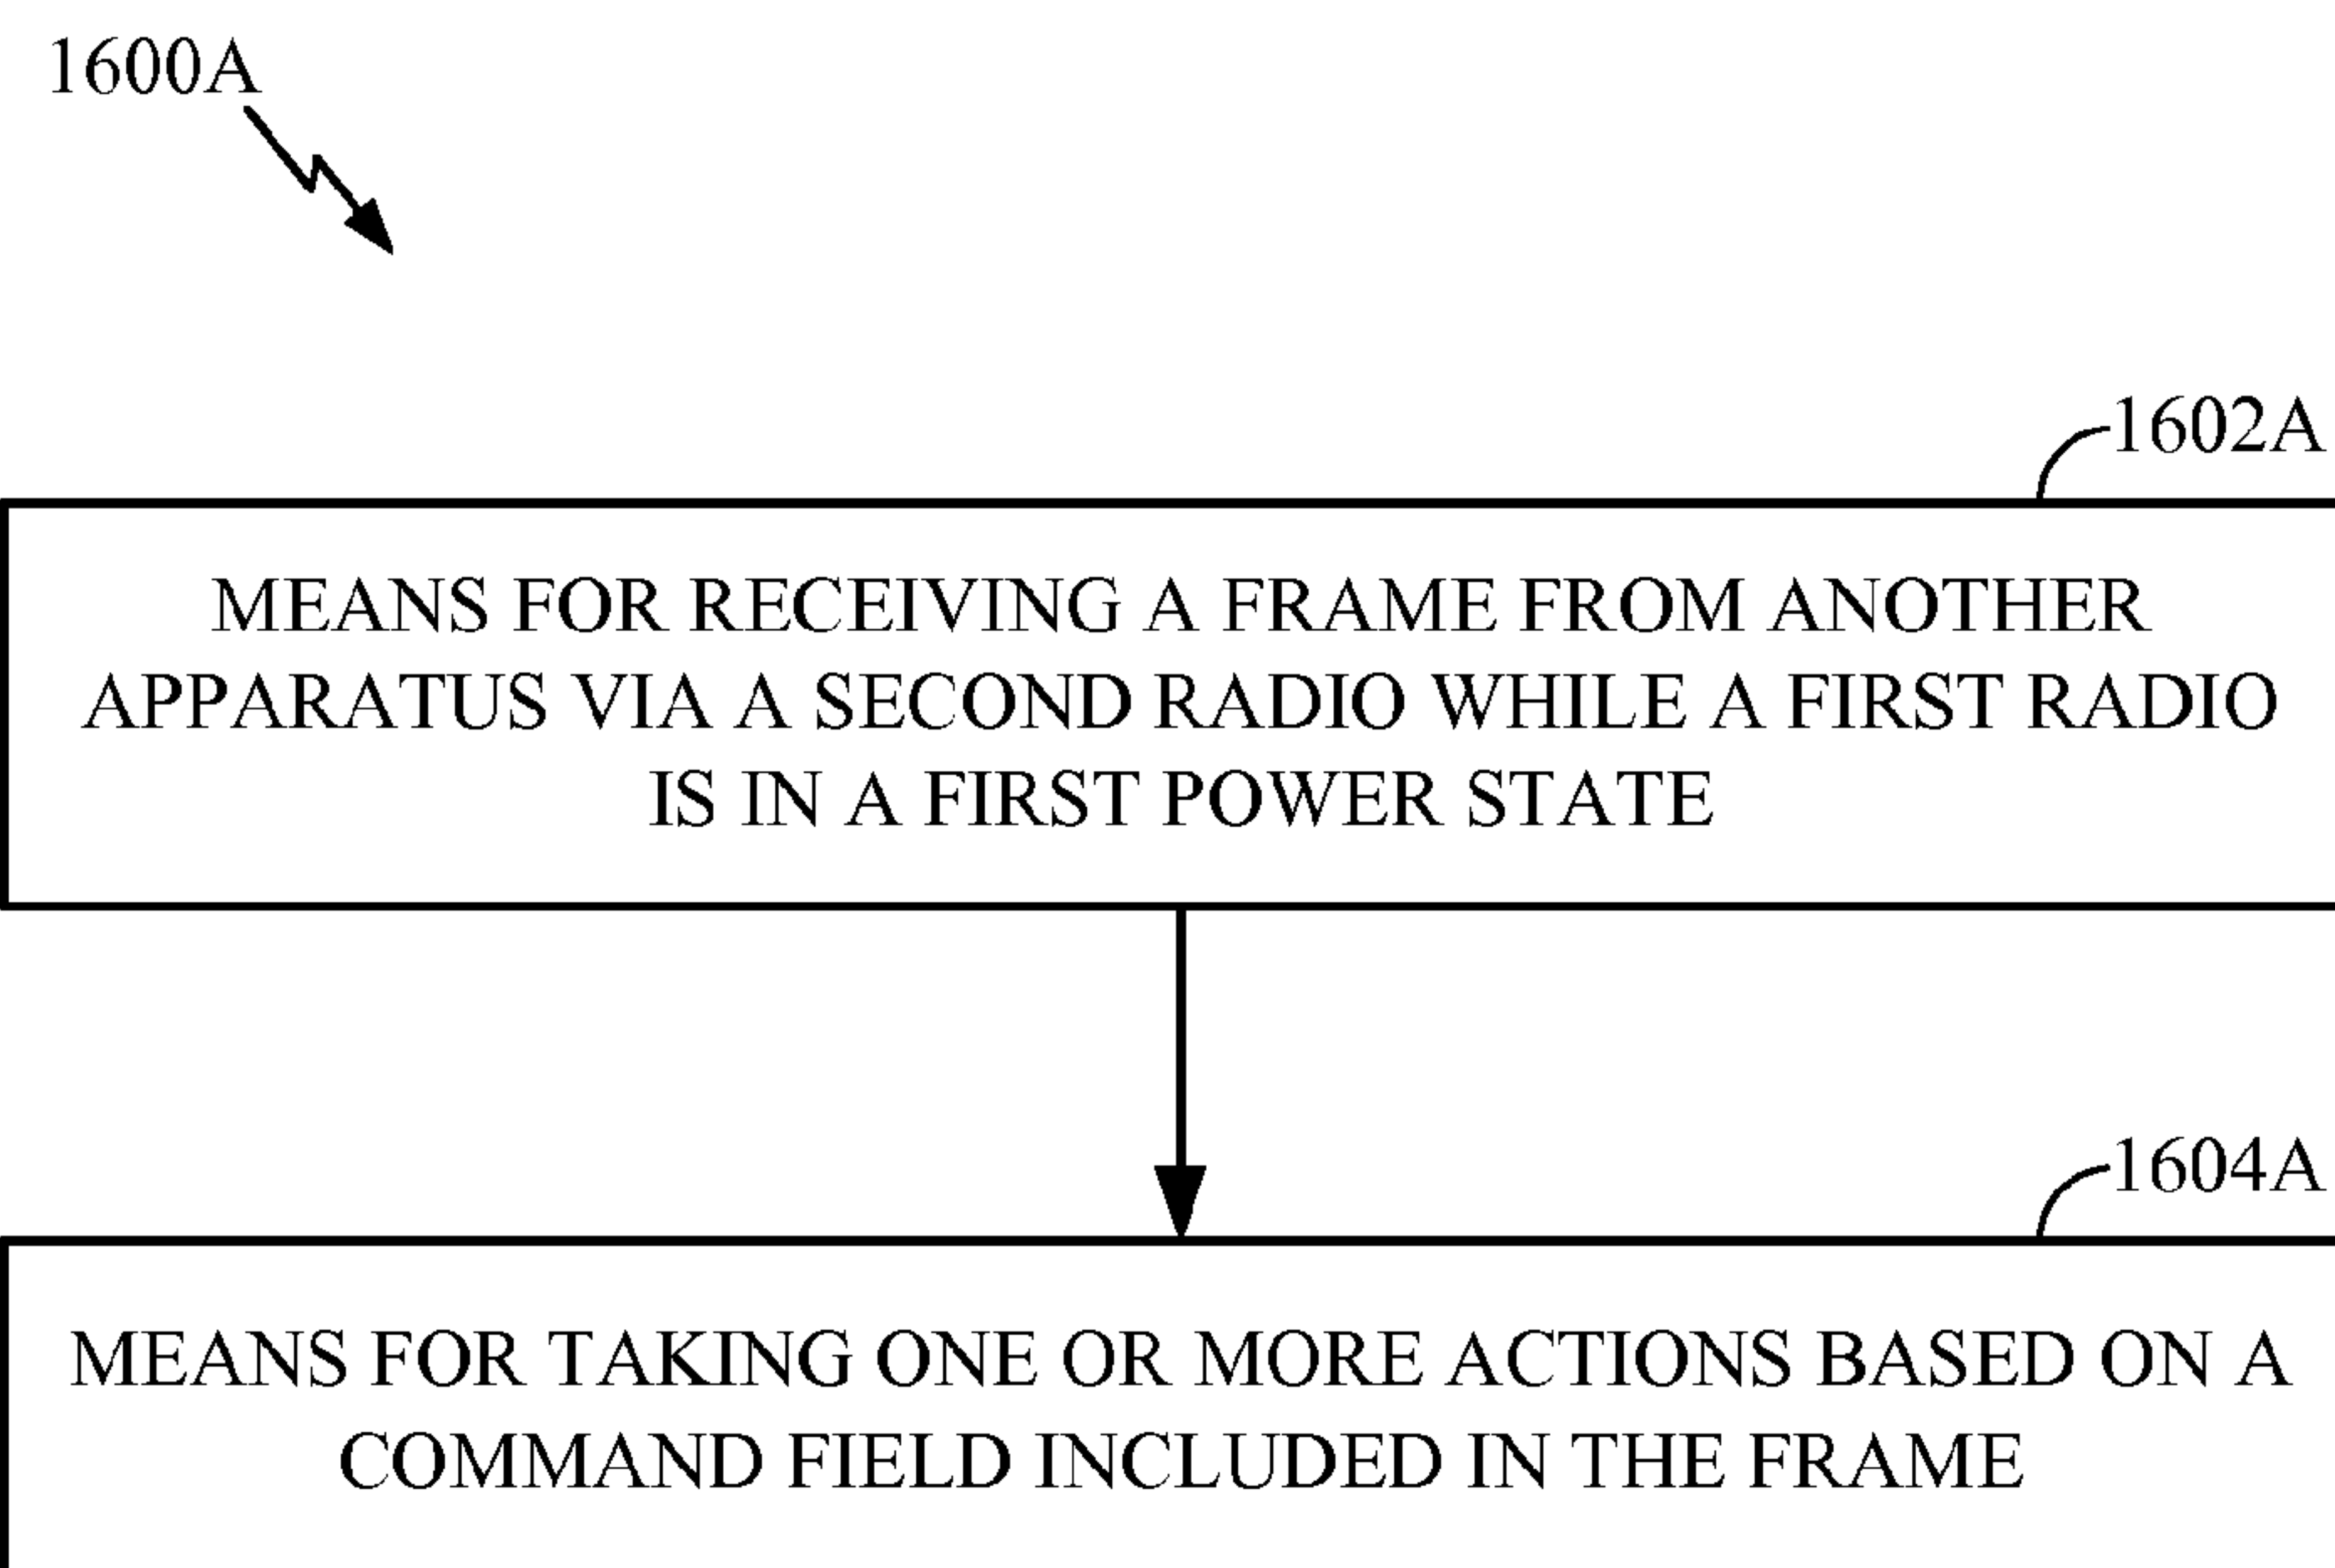 1600A
1602A
MEANS FOR RECEIVING A FRAME FROM ANOTHER
APPARATUS VIA A SECOND RADIO WHILE A FIRST RADIO
IS IN A FIRST POWER STATE
1604A
MEANS FOR TAKING ONE OR MORE ACTIONS BASED ON A
COMMAND FIELD INCLUDED IN THE FRAME